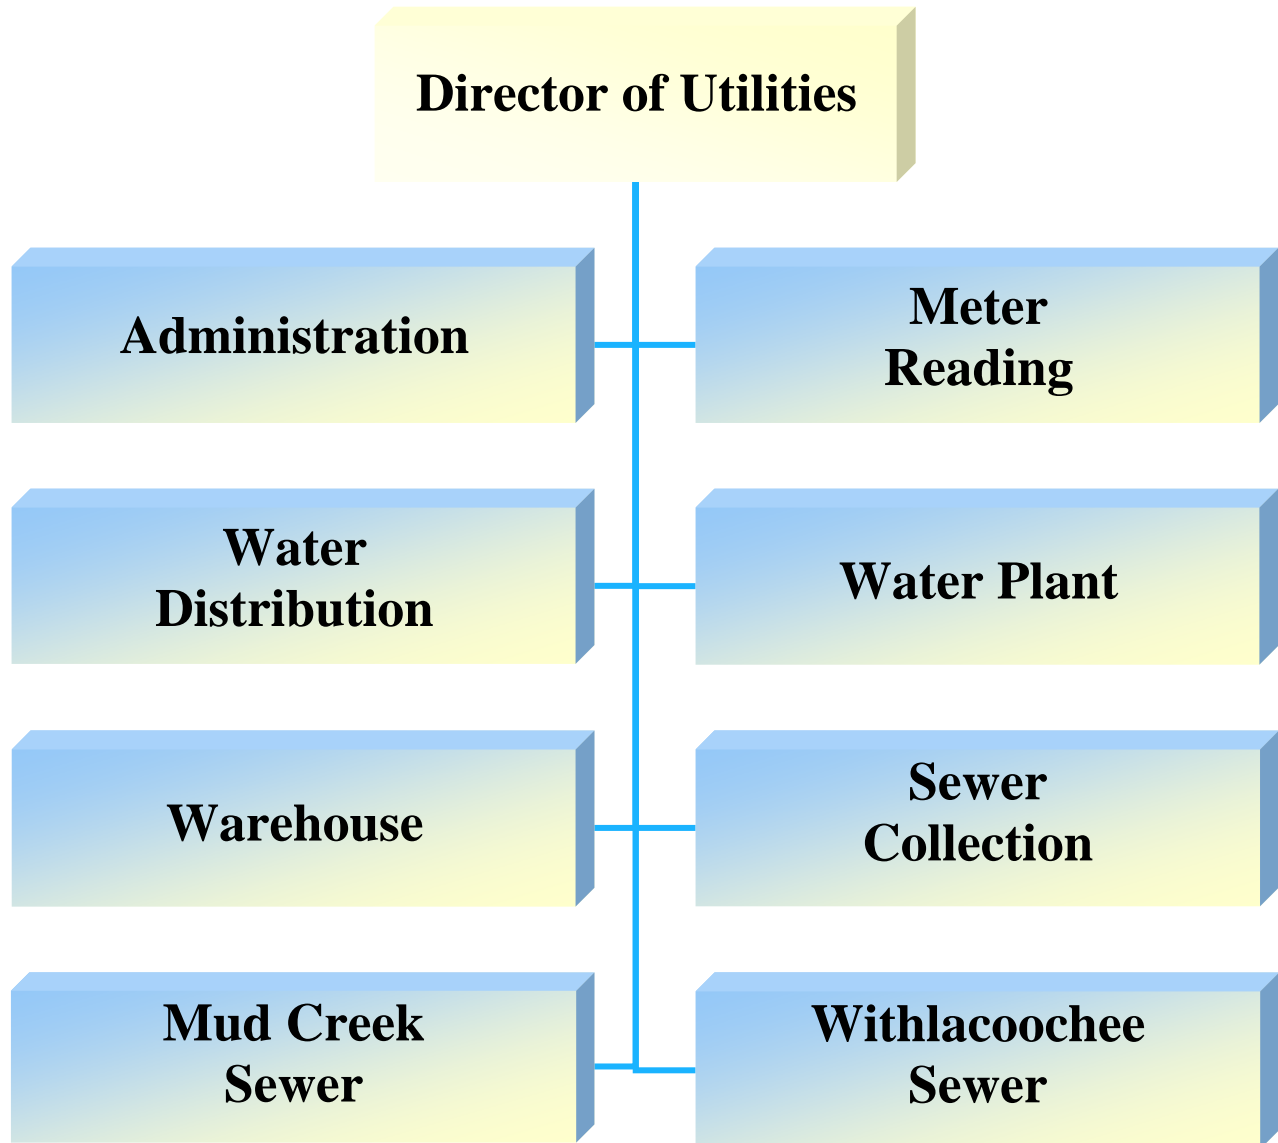 Director of Utilities
Administration
Meter
Reading
Water
Distribution
Water Plant
Warehouse
Sewer
Collection
Mud Creek
Sewer
Withlacoochee
Sewer